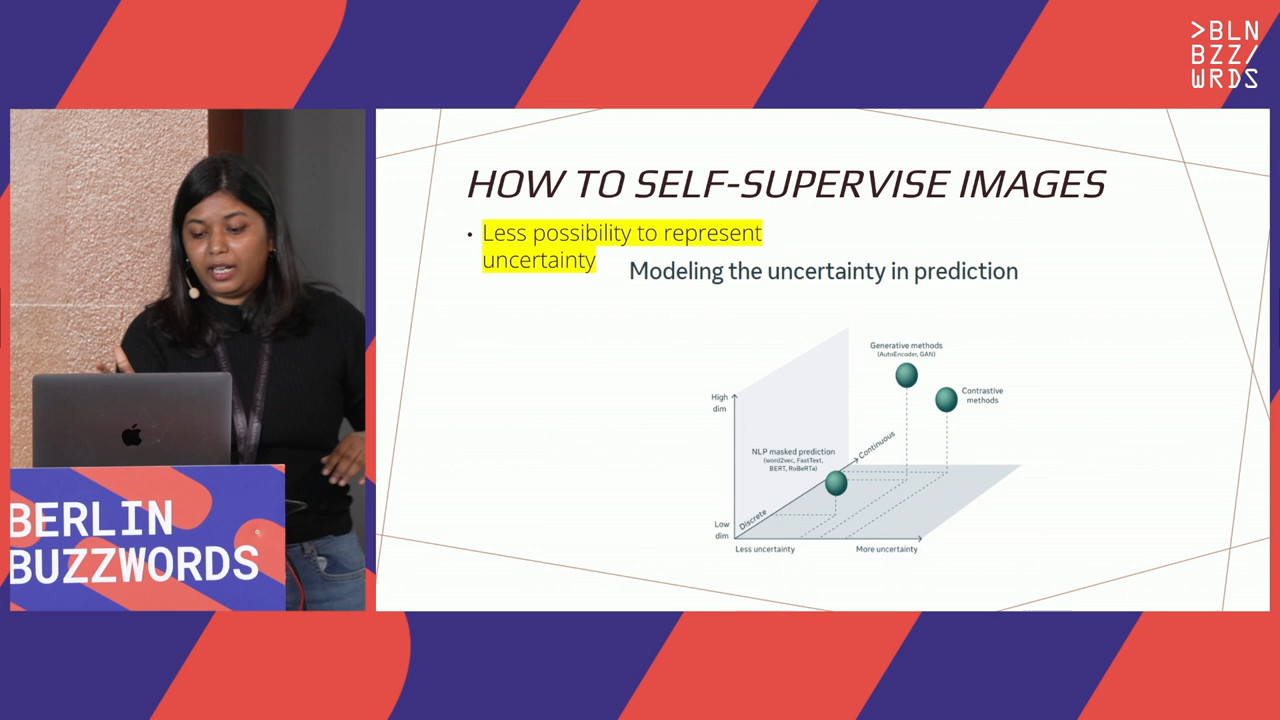 >BLN
BZZ/
WRDS
HOW TO SELF-SUPERVISE IMAGES
• Less possibility to represent
uncertainty
Modeling the uncertainty in prediction
Generative methods
(AutoEncoder, GAN)
Contrastive
methods
High
dim
Continuous
NLP masked prediction
(word2vec, FastText,
BERT, RoBERTa)
Discrete
Low
dim
Less uncertainty
More uncertainty
BERLIN
BUZZWORDS